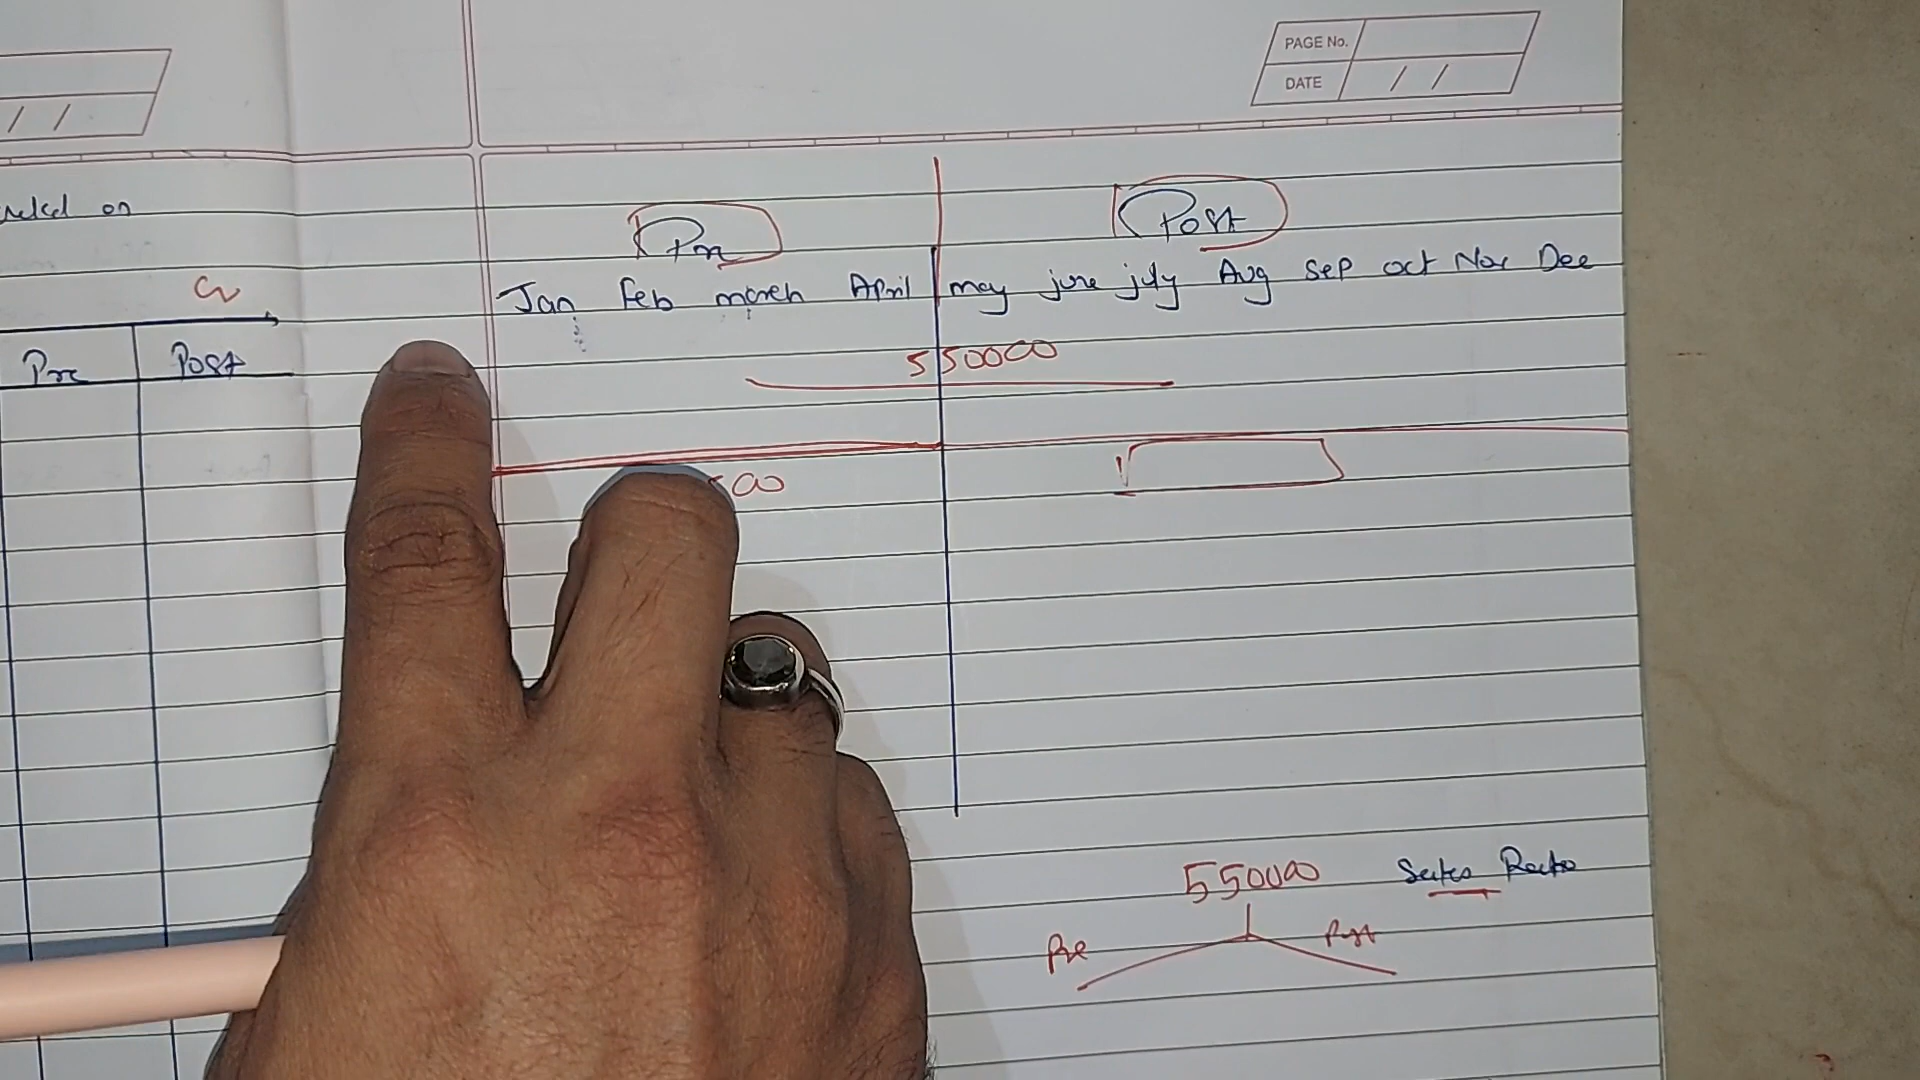 PAGE No.
DATE / /
/ /
on
Pre Post
Pre Post
Jan Feb march April may june july Aug Sep oct Nov Dec
550000
550000 Sales Ratio
Pre Post